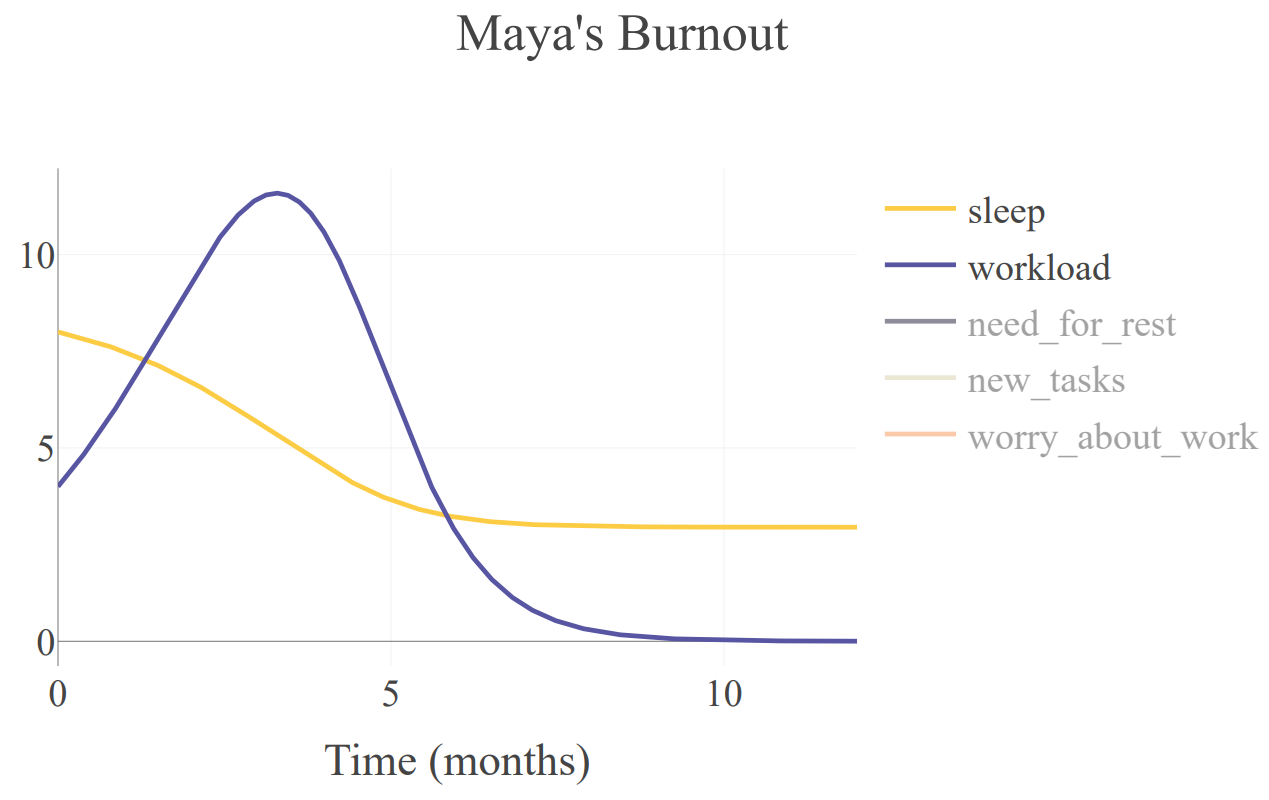 Maya's Burnout
10
5
0
0 5 10
Time (months)
sleep
workload
need_for_rest
new_tasks
worry_about_work